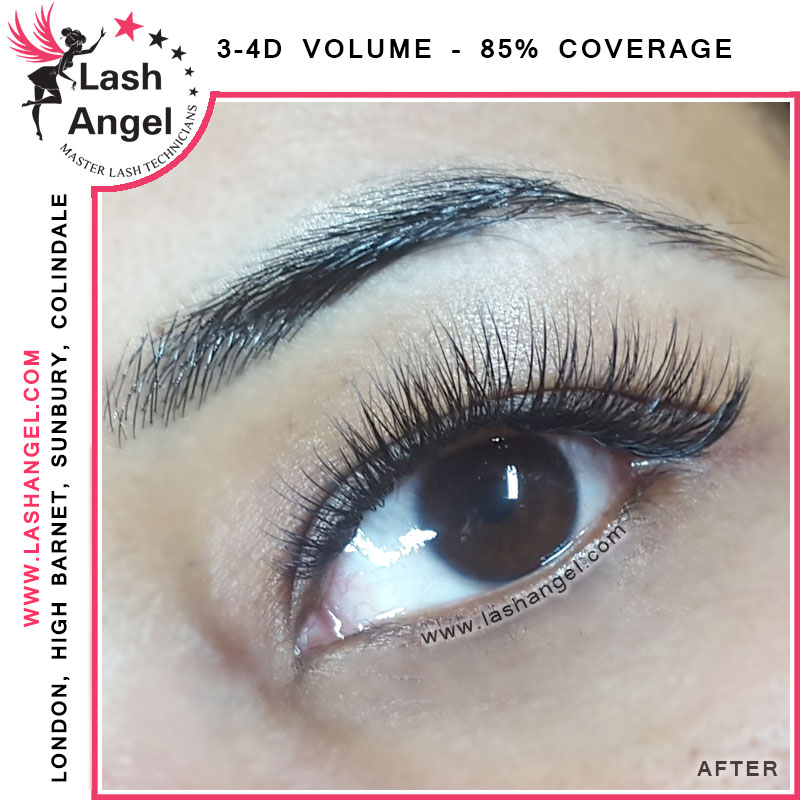 Lash
Angel
MASTER LASH TECHNICIANS
3-4D VOLUME - 85% COVERAGE
WWW.LASHANGEL.COM
LONDON, HIGH BARNET, SUNBURY, COLINDALE
www.lashangel.com
AFTER